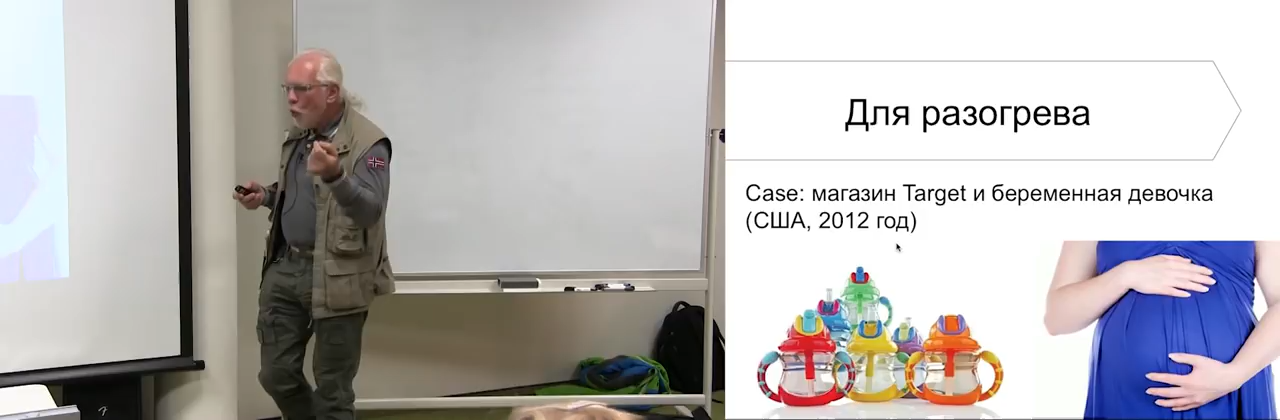 Для разогрева
Case: магазин Target и беременная девочка
(США, 2012 год)